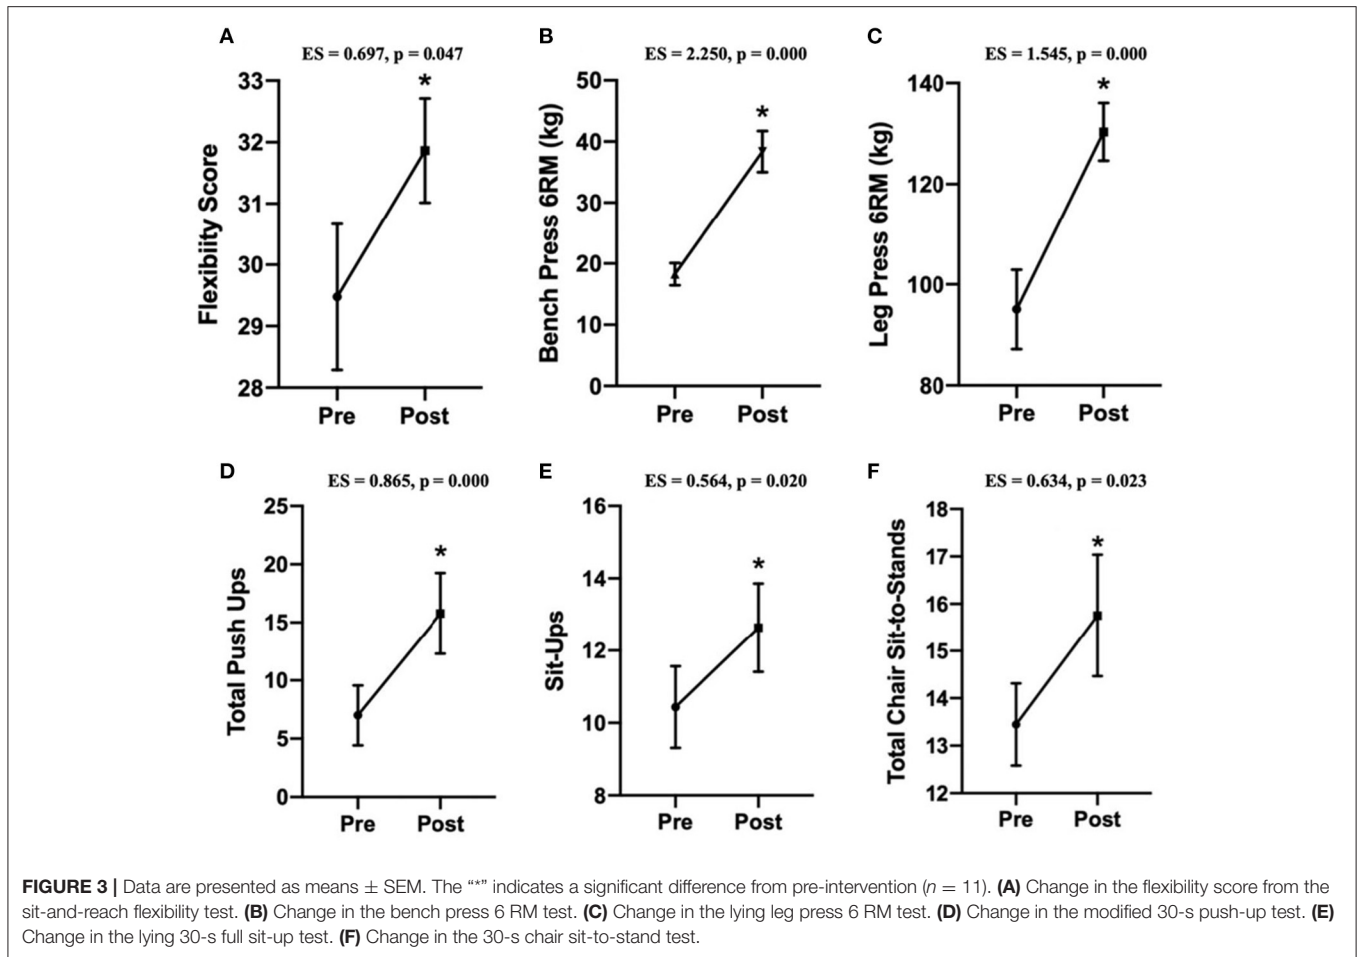 A
ES = 0.697, p = 0.047
33
*
32
31
30
29
28
Flexibiity Score
Pre
Post
B
ES = 2.250, p = 0.000
50
*
40
30
20
10
0
Bench Press 6RM (kg)
Pre
Post
C
ES = 1.545, p = 0.000
140
*
120
100
80
Leg Press 6RM (kg)
Pre
Post
D
ES = 0.865, p = 0.000
25
*
20
15
10
5
0
Total Push Ups
Pre
Post
E
ES = 0.564, p = 0.020
16
*
14
12
10
8
Sit-Ups
Pre
Post
F
ES = 0.634, p = 0.023
18
*
17
16
15
14
13
12
Total Chair Sit-to-Stands
Pre
Post
FIGURE 3 | Data are presented as means ± SEM. The “*” indicates a significant difference from pre-intervention (n = 11). (A) Change in the flexibility score from the
sit-and-reach flexibility test. (B) Change in the bench press 6 RM test. (C) Change in the lying leg press 6 RM test. (D) Change in the modified 30-s push-up test. (E)
Change in the lying 30-s full sit-up test. (F) Change in the 30-s chair sit-to-stand test.